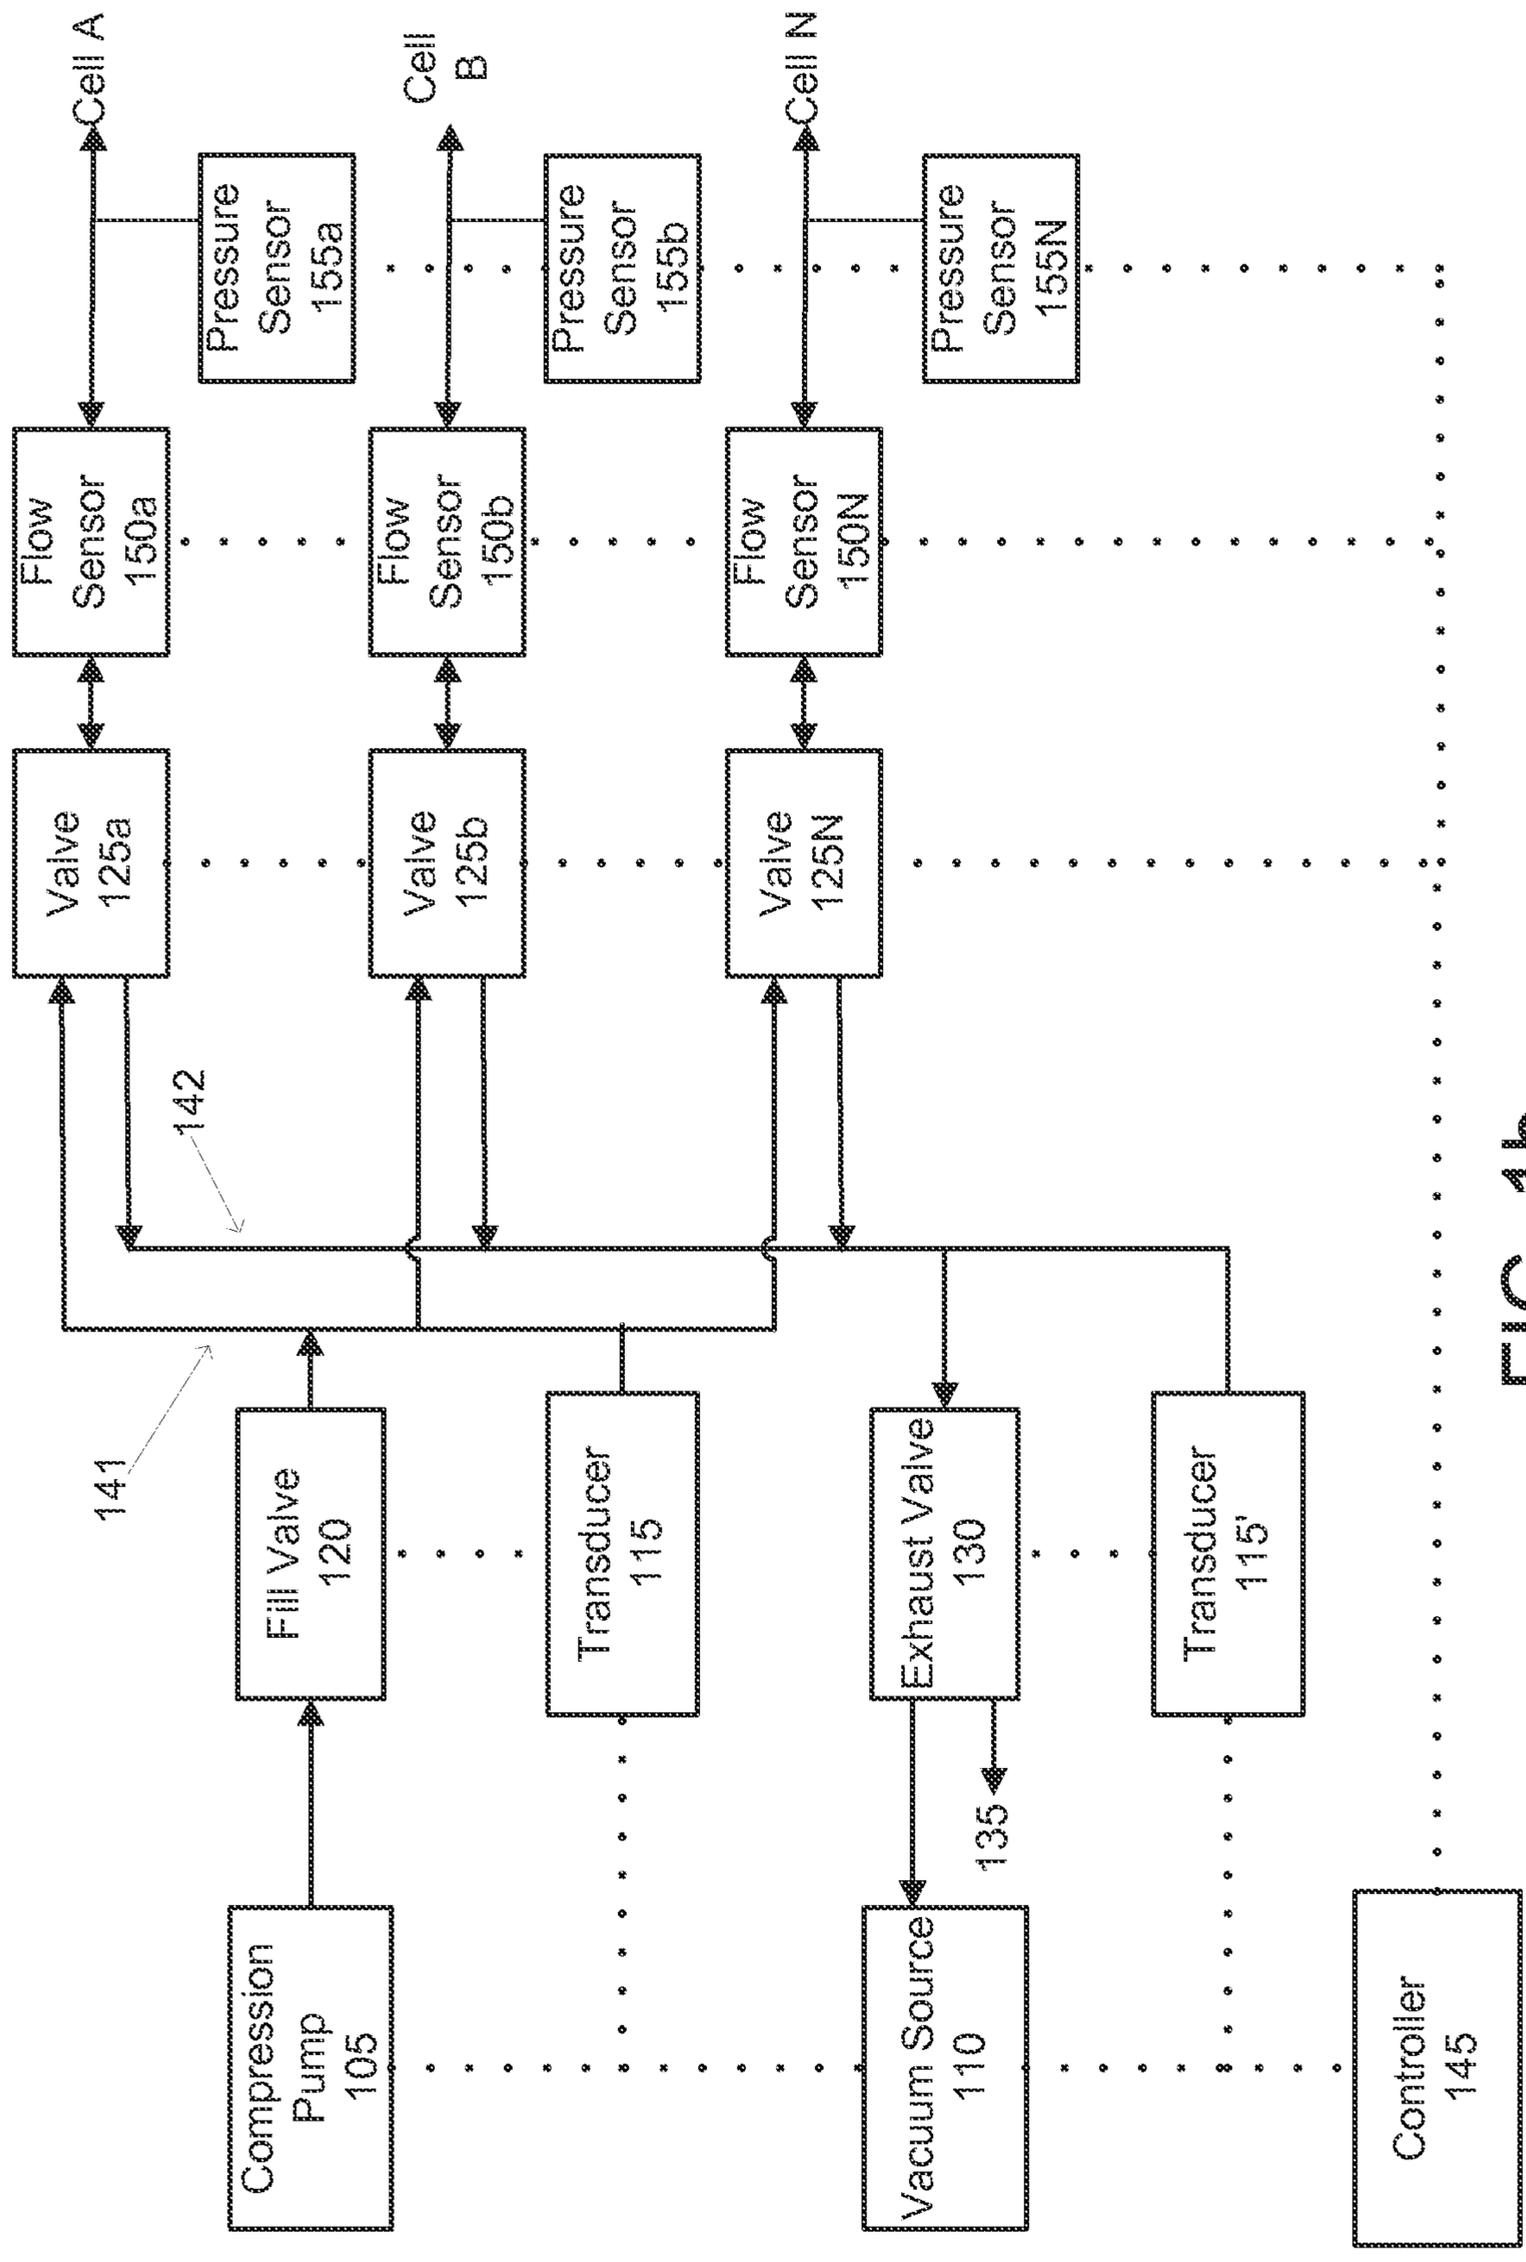 Compression
Pump
105
Fill Valve
120
141
142
Valve
125a
Flow
Sensor
150a
Cell A
Pressure
Sensor
155a
Transducer
115
Valve
125b
Flow
Sensor
150b
Cell
B
Pressure
Sensor
155b
Vacuum Source
110
135
Exhaust Valve
130
Valve
125N
Flow
Sensor
150N
Cell N
Pressure
Sensor
155N
Transducer
115'
Controller
145